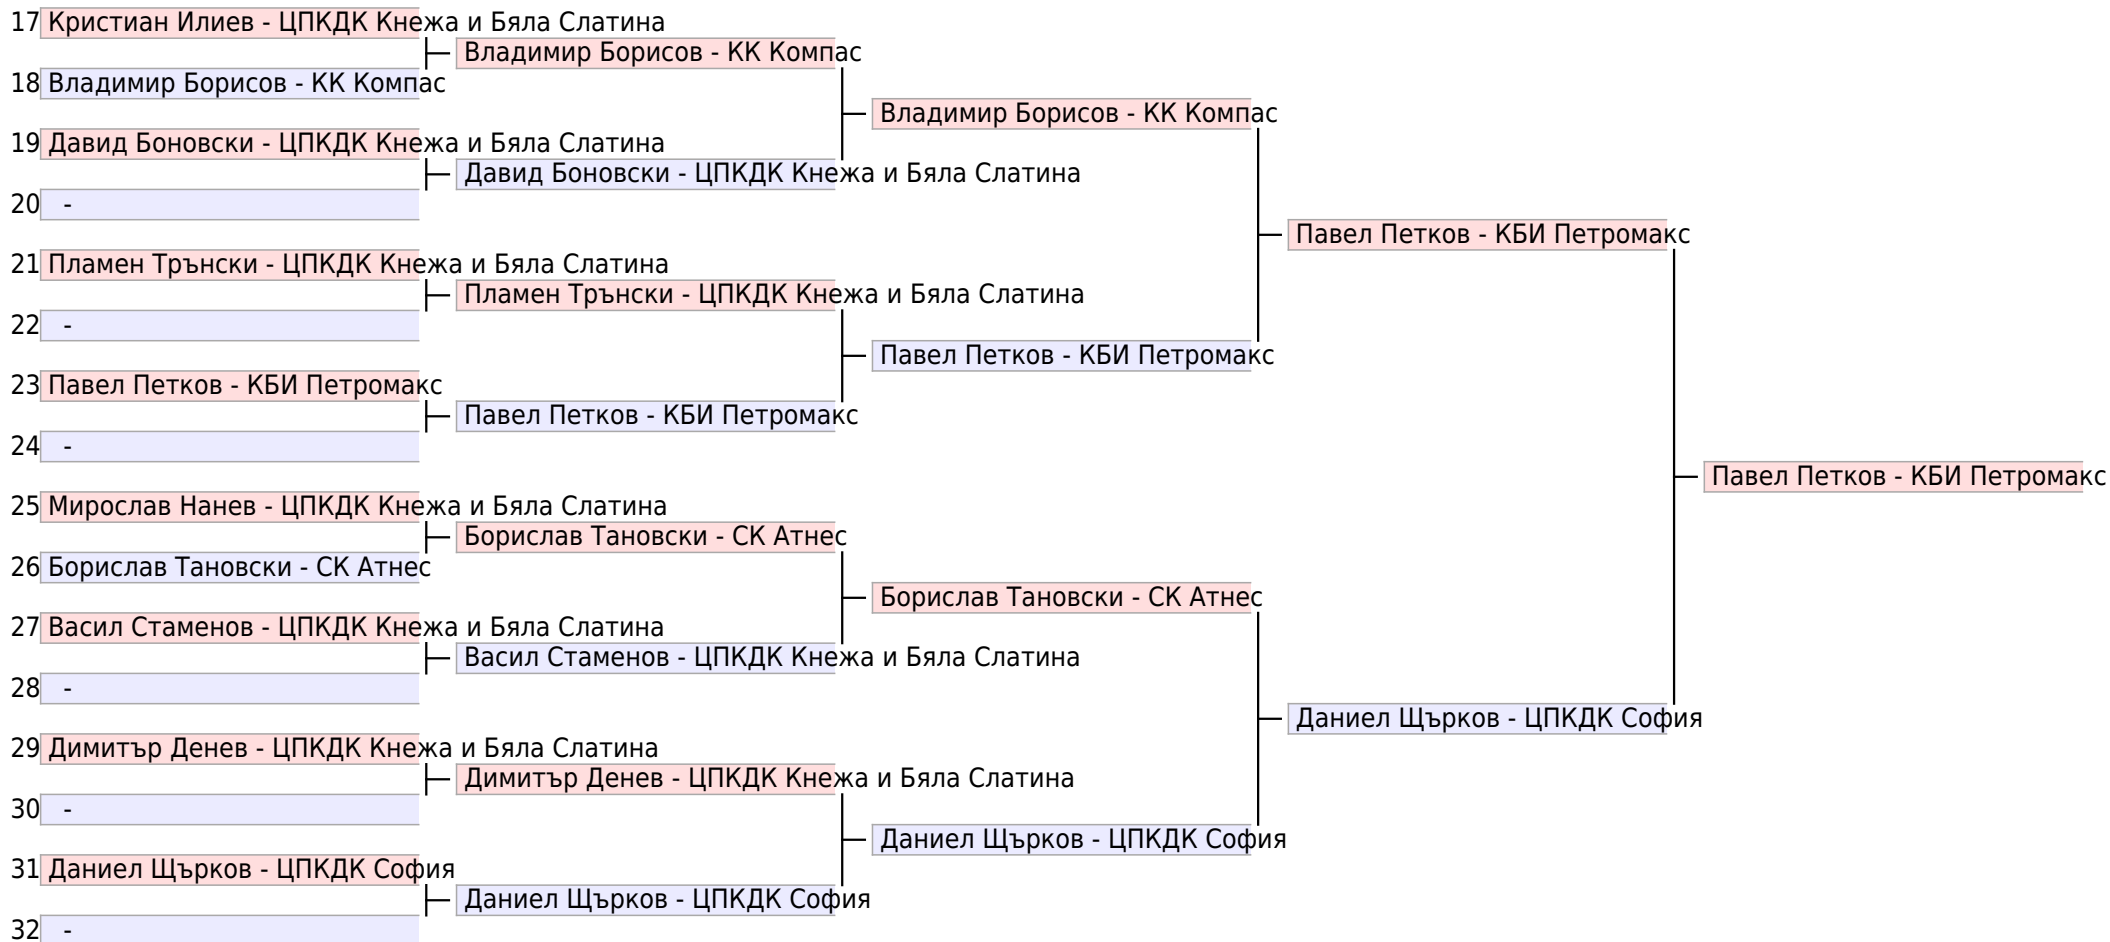 17 Кристиан Илиев - ЦПКДК Кнежа и Бяла Слатина
Владимир Борисов - КК Компас
18 Владимир Борисов - КК Компас
Владимир Борисов - КК Компас
19 Давид Боновски - ЦПКДК Кнежа и Бяла Слатина
Давид Боновски - ЦПКДК Кнежа и Бяла Слатина
20 -
Павел Петков - КБИ Петромакс
21 Пламен Трънски - ЦПКДК Кнежа и Бяла Слатина
Пламен Трънски - ЦПКДК Кнежа и Бяла Слатина
22 -
Павел Петков - КБИ Петромакс
23 Павел Петков - КБИ Петромакс
Павел Петков - КБИ Петромакс
24 -
Павел Петков - КБИ Петромакс
25 Мирослав Нанев - ЦПКДК Кнежа и Бяла Слатина
Борислав Тановски - СК Атнес
26 Борислав Тановски - СК Атнес
Борислав Тановски - СК Атнес
27 Васил Стаменов - ЦПКДК Кнежа и Бяла Слатина
Васил Стаменов - ЦПКДК Кнежа и Бяла Слатина
28 -
Даниел Щърков - ЦПКДК София
29 Димитър Денев - ЦПКДК Кнежа и Бяла Слатина
Димитър Денев - ЦПКДК Кнежа и Бяла Слатина
30 -
Даниел Щърков - ЦПКДК София
31 Даниел Щърков - ЦПКДК София
Даниел Щърков - ЦПКДК София
32 -